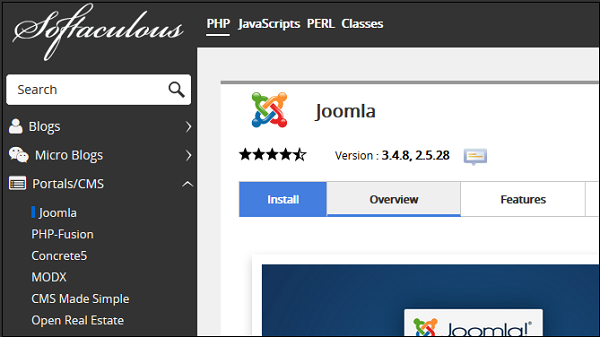 Softaculous
PHP JavaScripts PERL Classes
Search
Blogs
Micro Blogs
Portals/CMS
Joomla
PHP-Fusion
Concrete5
MODX
CMS Made Simple
Open Real Estate
Joomla
Version : 3.4.8, 2.5.28
Install Overview Features
Joomla!®